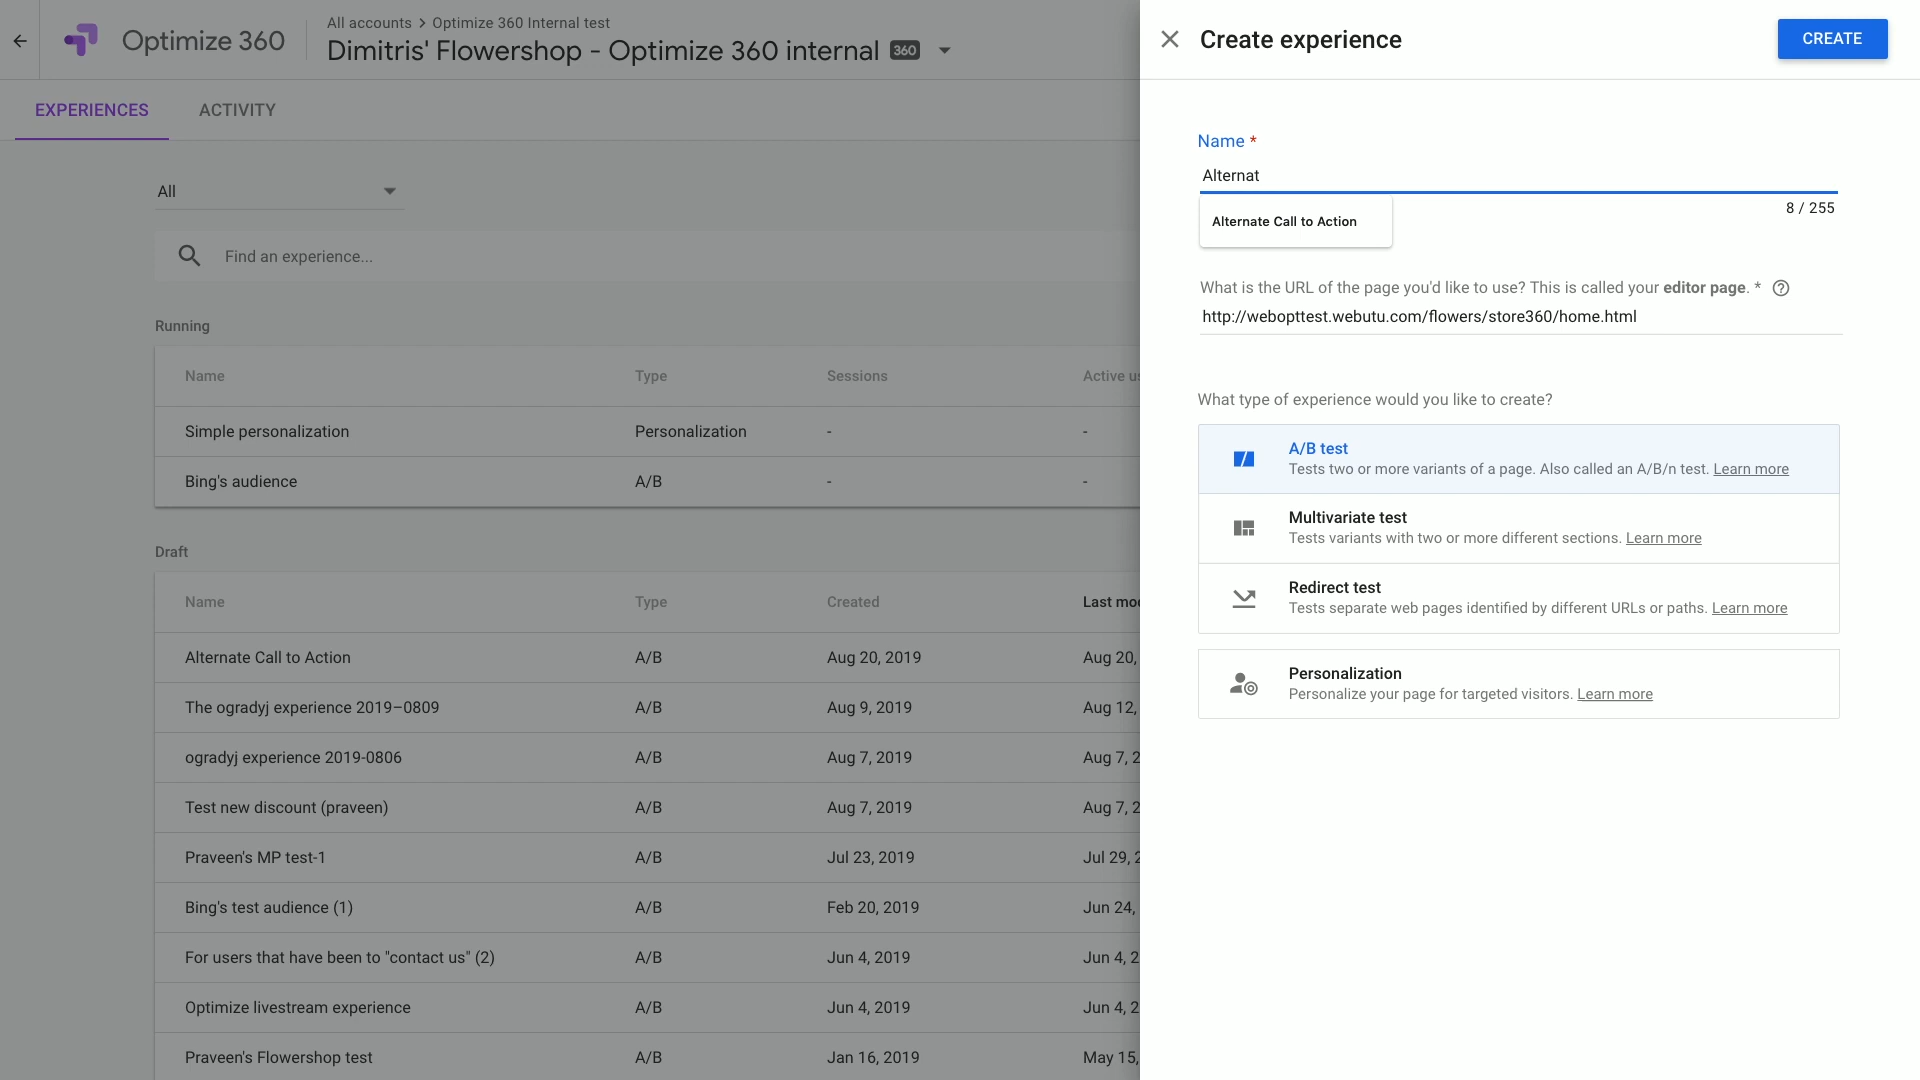 Optimize 360
All accounts > Optimize 360 Internal test
Dimitris' Flowershop - Optimize 360 internal 360
EXPERIENCES ACTIVITY
All
Find an experience...
Running
Name Type Sessions Active us
Simple personalization Personalization - -
Bing's audience A/B - -
Draft
Name Type Created Last mod
Alternate Call to Action A/B Aug 20, 2019 Aug 20,
The ogradyj experience 2019–0809 A/B Aug 9, 2019 Aug 12,
ogradyj experience 2019-0806 A/B Aug 7, 2019 Aug 7, 2
Test new discount (praveen) A/B Aug 7, 2019 Aug 7, 2
Praveen's MP test-1 A/B Jul 23, 2019 Jul 29, 2
Bing's test audience (1) A/B Feb 20, 2019 Jun 24,
For users that have been to "contact us" (2) A/B Jun 4, 2019 Jun 4, 2
Optimize livestream experience A/B Jun 4, 2019 Jun 4, 2
Praveen's Flowershop test A/B Jan 16, 2019 May 15,
Create experience CREATE
Name *
Alternat
8 / 255
Alternate Call to Action
What is the URL of the page you'd like to use? This is called your editor page. * ?
http://webopttest.webutu.com/flowers/store360/home.html
What type of experience would you like to create?
A/B test
Tests two or more variants of a page. Also called an A/B/n test. Learn more
Multivariate test
Tests variants with two or more different sections. Learn more
Redirect test
Tests separate web pages identified by different URLs or paths. Learn more
Personalization
Personalize your page for targeted visitors. Learn more